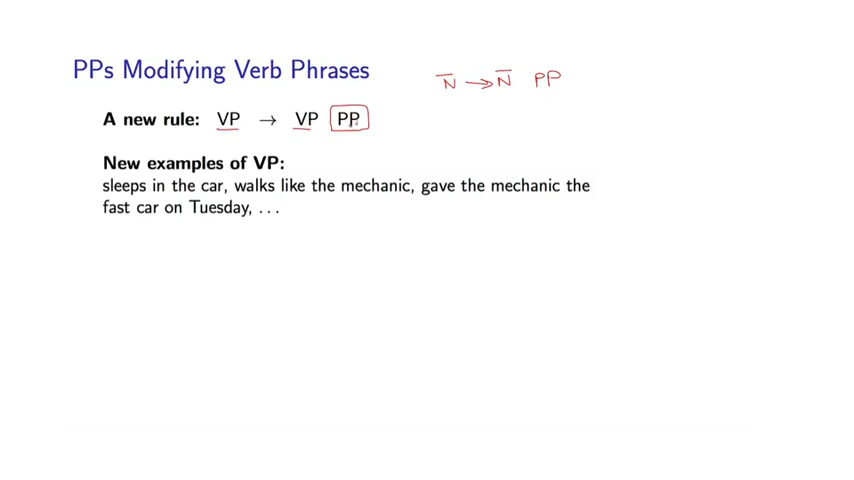 PPs Modifying Verb Phrases
N̅ → N̅ PP
A new rule: VP → VP PP
New examples of VP:
sleeps in the car, walks like the mechanic, gave the mechanic the
fast car on Tuesday, ...